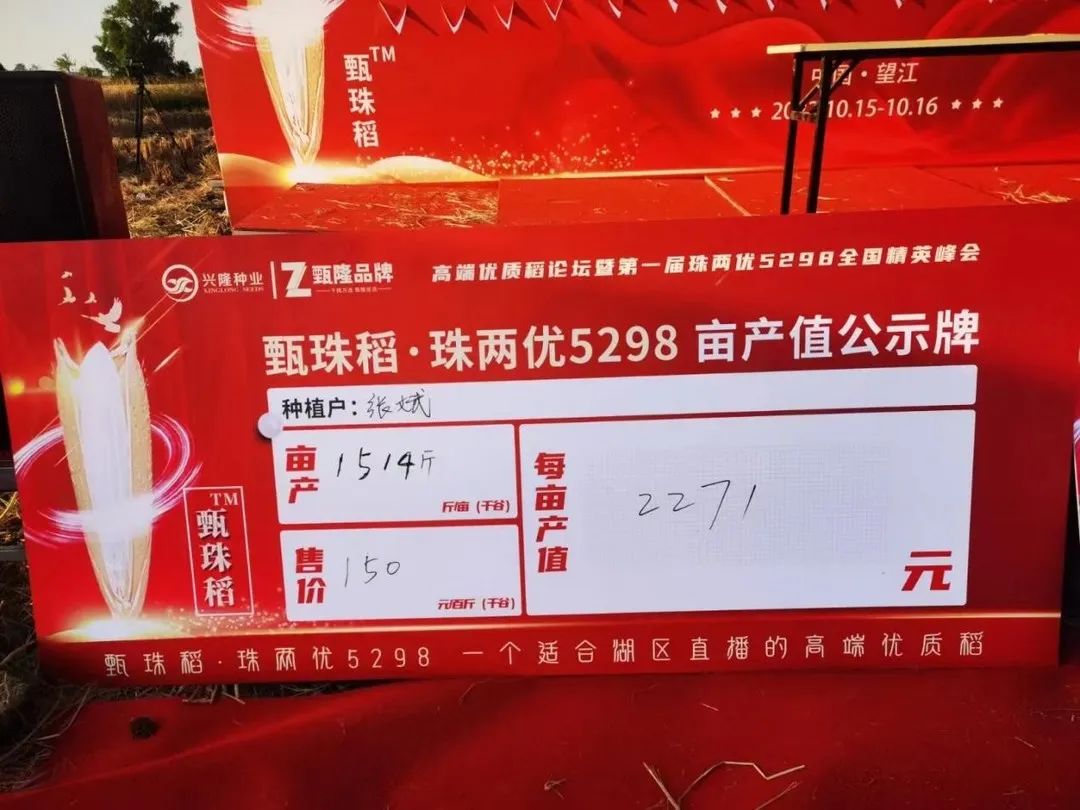 甄珠稻™
中国·望江
10.15-10.16
兴隆种业
XINGLONG SEEDS
甄隆品牌
高端优质稻论坛暨第一届珠两优5298全国精英峰会
甄珠稻·珠两优5298 亩产值公示牌
种植户：张斌
亩产
1514斤
斤/亩（干谷）
售价
150
元/百斤（干谷）
每亩产值
2271
元
甄珠稻™
甄珠稻·珠两优5298 一个适合湖区直播的高端优质稻